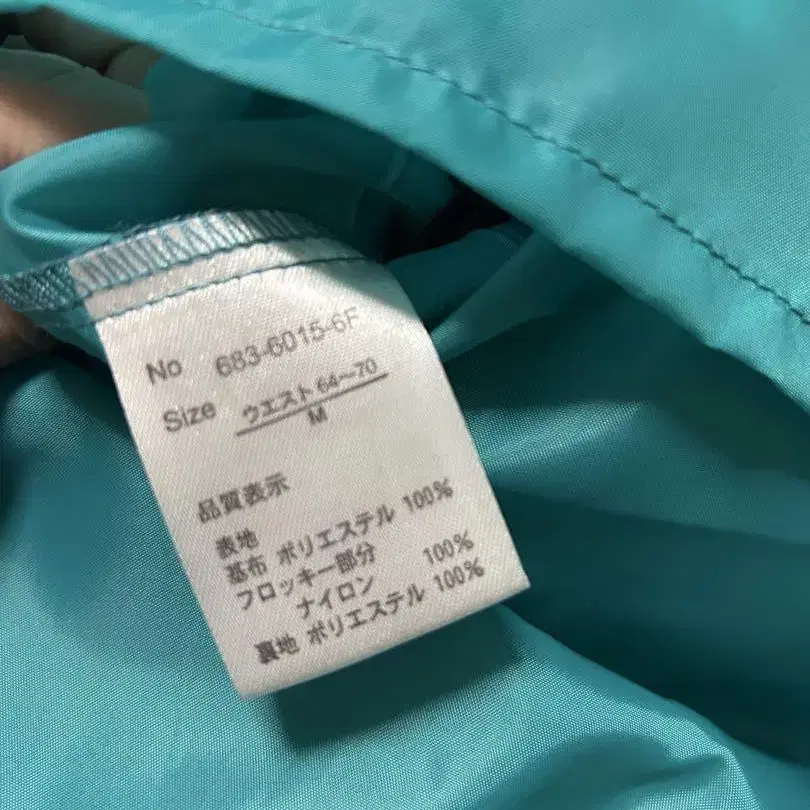 No 683-6015-6F
Size ウエスト 64～70
M
品質表示
表地
基布 ポリエステル 100%
フロッキー部分
ナイロン 100%
裏地 ポリエステル 100%